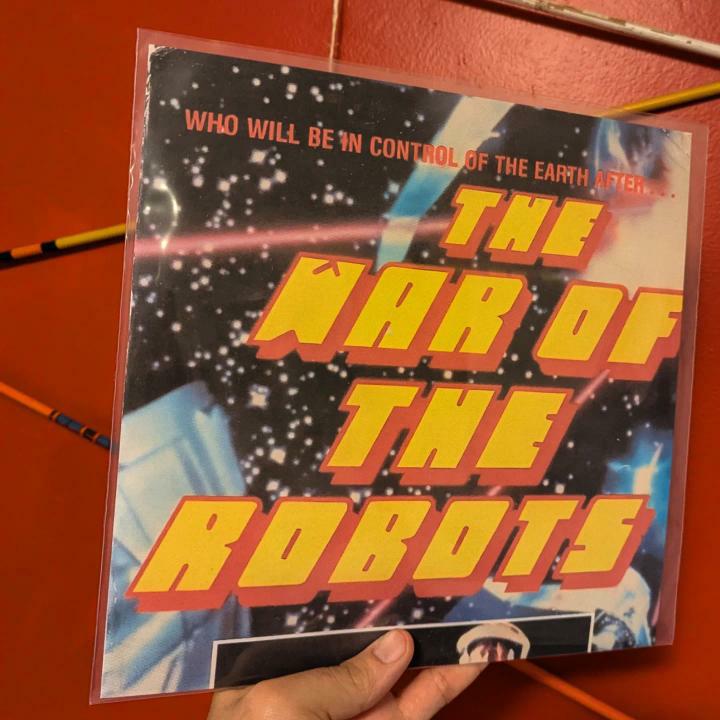 WHO WILL BE IN CONTROL OF THE EARTH AFTER...
THE
WAR OF
THE
ROBOTS